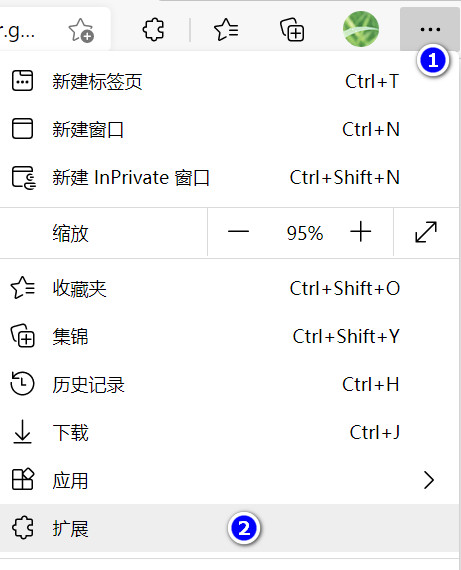 r.g...
1
新建标签页 Ctrl+T
新建窗口 Ctrl+N
新建 InPrivate 窗口 Ctrl+Shift+N
缩放 95%
收藏夹 Ctrl+Shift+O
集锦 Ctrl+Shift+Y
历史记录 Ctrl+H
下载 Ctrl+J
应用
扩展 2